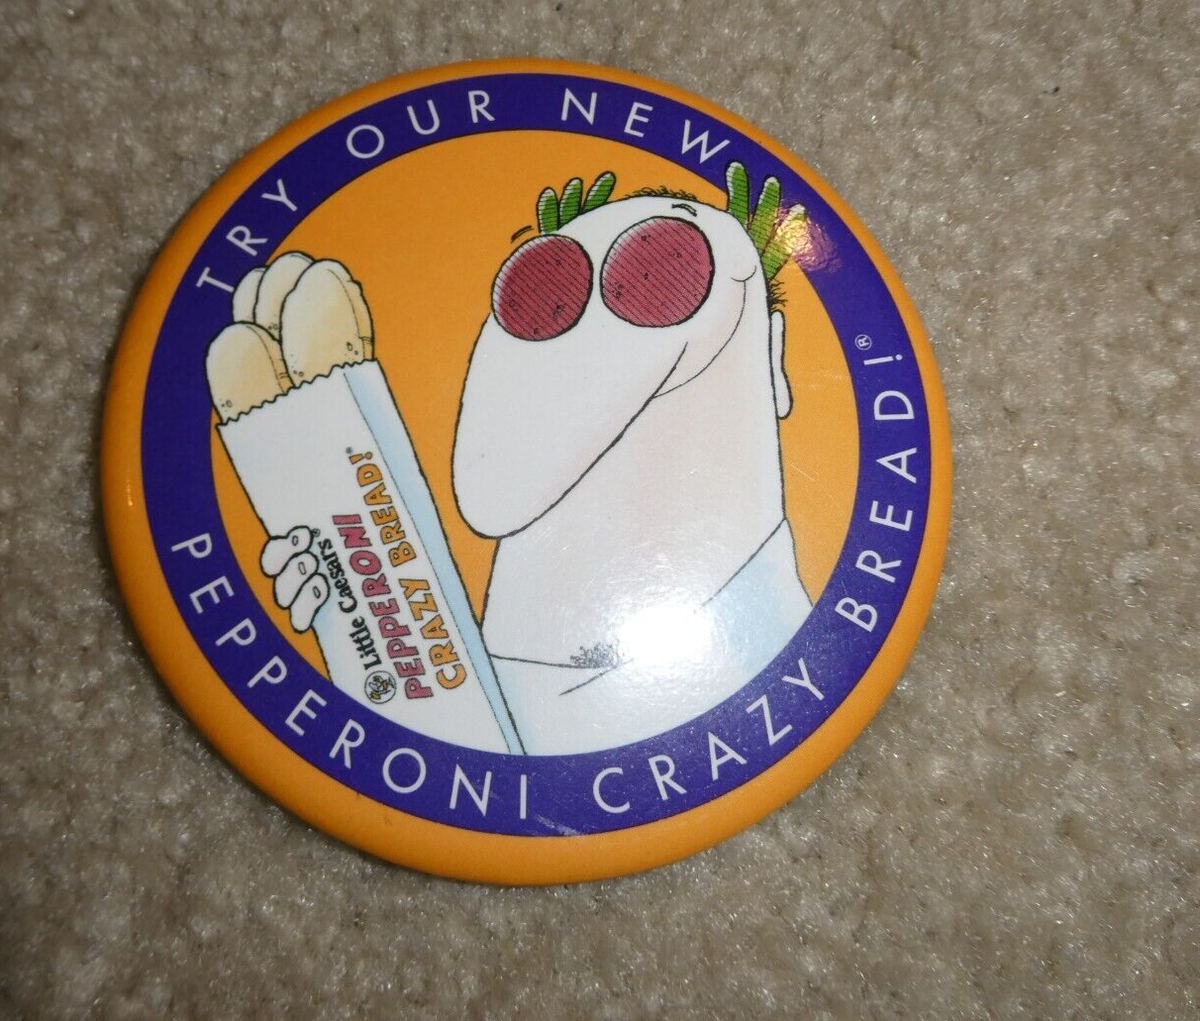 TRY OUR NEW
PEPPERONI CRAZY BREAD!®
Little Caesars®
PEPPERONI
CRAZY BREAD!®